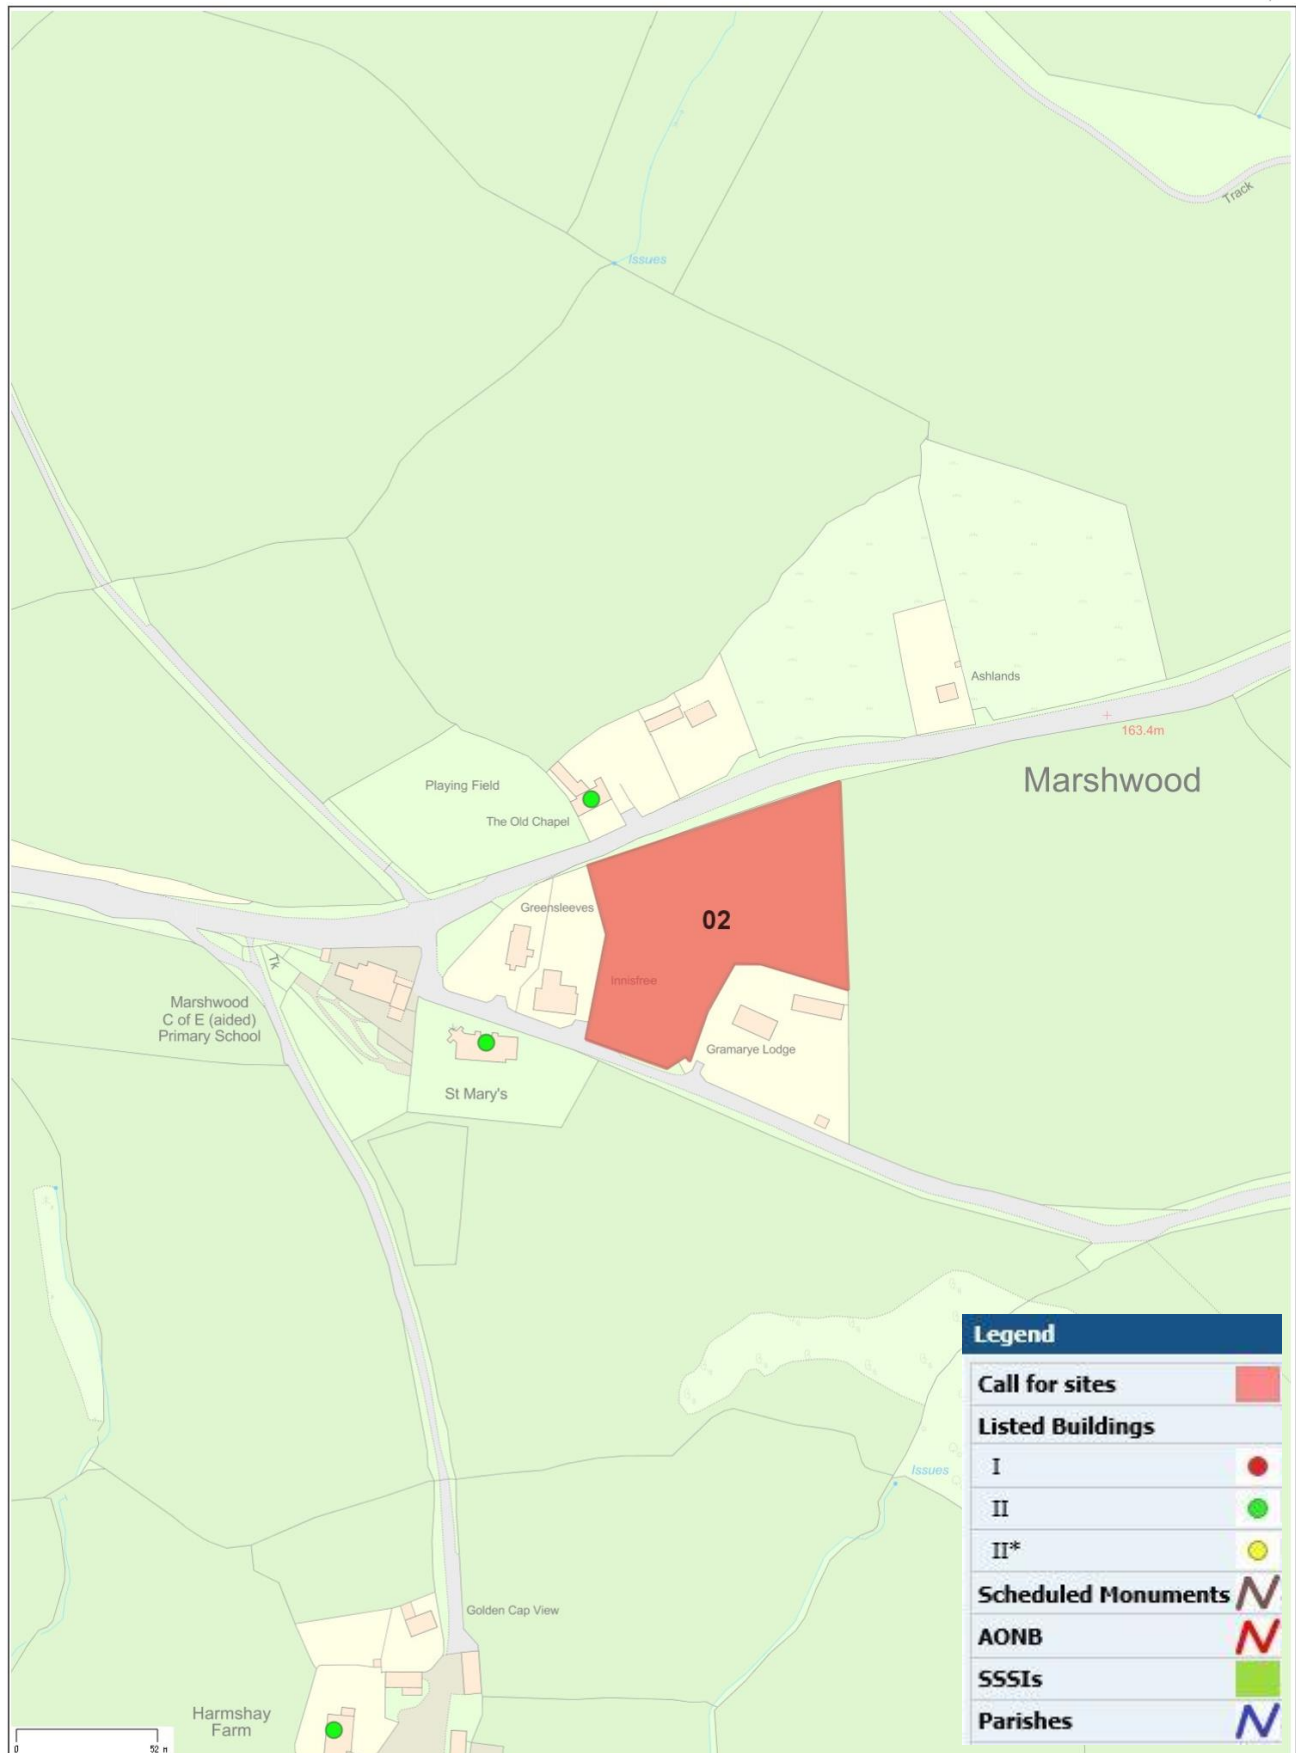 Track
Issues
Ashlands
163.4m
Marshwood
Playing Field
The Old Chapel
Greensleeves
02
Innisfree
Tk
Marshwood
C of E (aided)
Primary School
Gramarye Lodge
St Mary's
Issues
Golden Cap View
Harmshay
Farm
0 52 m
Legend
Call for sites
Listed Buildings
I
II
II*
Scheduled Monuments
AONB
SSSIs
Parishes